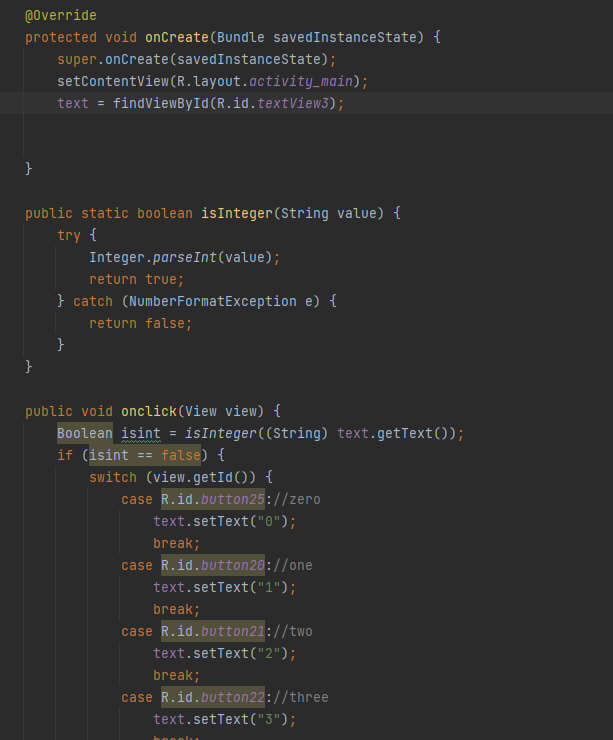 @Override
protected void onCreate(Bundle savedInstanceState) {
super.onCreate(savedInstanceState);
setContentView(R.layout.activity_main);
text = findViewById(R.id.textView3);
}
public static boolean isInteger(String value) {
try {
Integer.parseInt(value);
return true;
} catch (NumberFormatException e) {
return false;
}
}
public void onclick(View view) {
Boolean isint = isInteger((String) text.getText());
if (isint == false) {
switch (view.getId()) {
case R.id.button25://zero
text.setText("0");
break;
case R.id.button20://one
text.setText("1");
break;
case R.id.button21://two
text.setText("2");
break;
case R.id.button22://three
text.setText("3");
break;